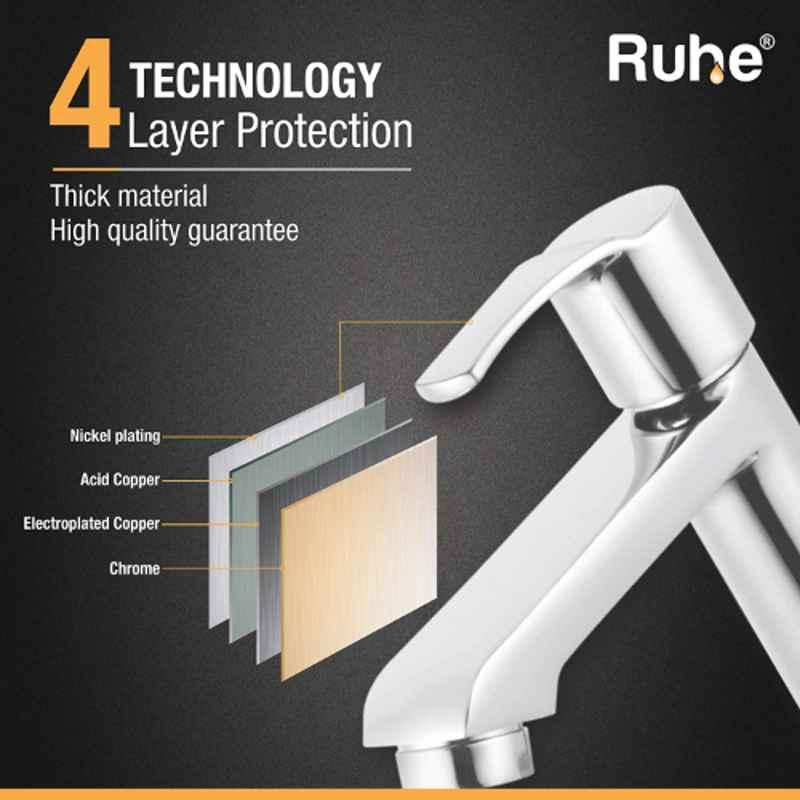 4 TECHNOLOGY
Layer Protection
Thick material
High quality guarantee
Ruhe®
Nickel plating
Acid Copper
Electroplated Copper
Chrome